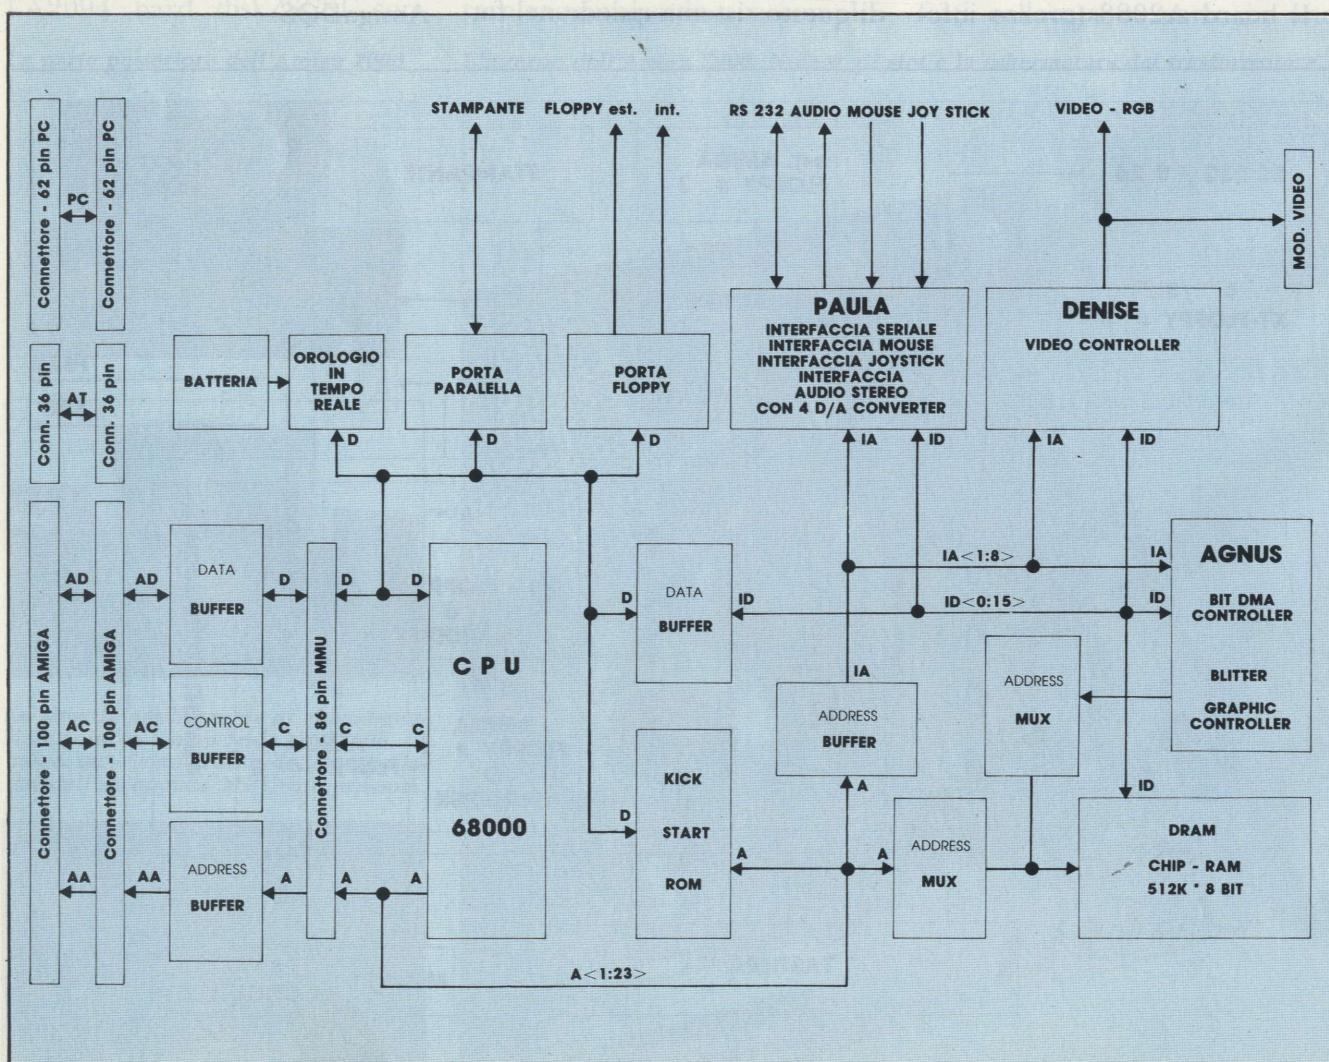 STAMPANTE
FLOPPY est.
int.
RS 232 AUDIO MOUSE JOY STICK
VIDEO - RGB
MOD. VIDEO
Connettore - 62 pin PC
PC
Connettore - 62 pin PC
PAULA
INTERFACCIA SERIALE
INTERFACCIA MOUSE
INTERFACCIA JOYSTICK
INTERFACCIA
AUDIO STEREO
CON 4 D/A CONVERTER
DENISE
VIDEO CONTROLLER
Conn. 36 pin
AT
Conn. 36 pin
BATTERIA
OROLOGIO
IN
TEMPO
REALE
PORTA
PARALELLA
PORTA
FLOPPY
D
D
D
IA
ID
IA
ID
Connettore - 100 pin AMIGA
AD
AC
AA
Connettore - 100 pin AMIGA
AD
AC
AA
DATA
BUFFER
CONTROL
BUFFER
ADDRESS
BUFFER
D
C
A
Connettore - 86 pin MMU
D
D
C
C
A
A
CPU
68000
D
DATA
BUFFER
ID
IA<1:8>
IA
ID<0:15>
ID
AGNUS
BIT DMA
CONTROLLER
BLITTER
GRAPHIC
CONTROLLER
IA
ADDRESS
BUFFER
A
ADDRESS
MUX
ID
D
KICK
START
ROM
A
A
ADDRESS
MUX
DRAM
CHIP - RAM
512K * 8 BIT
A<1:23>